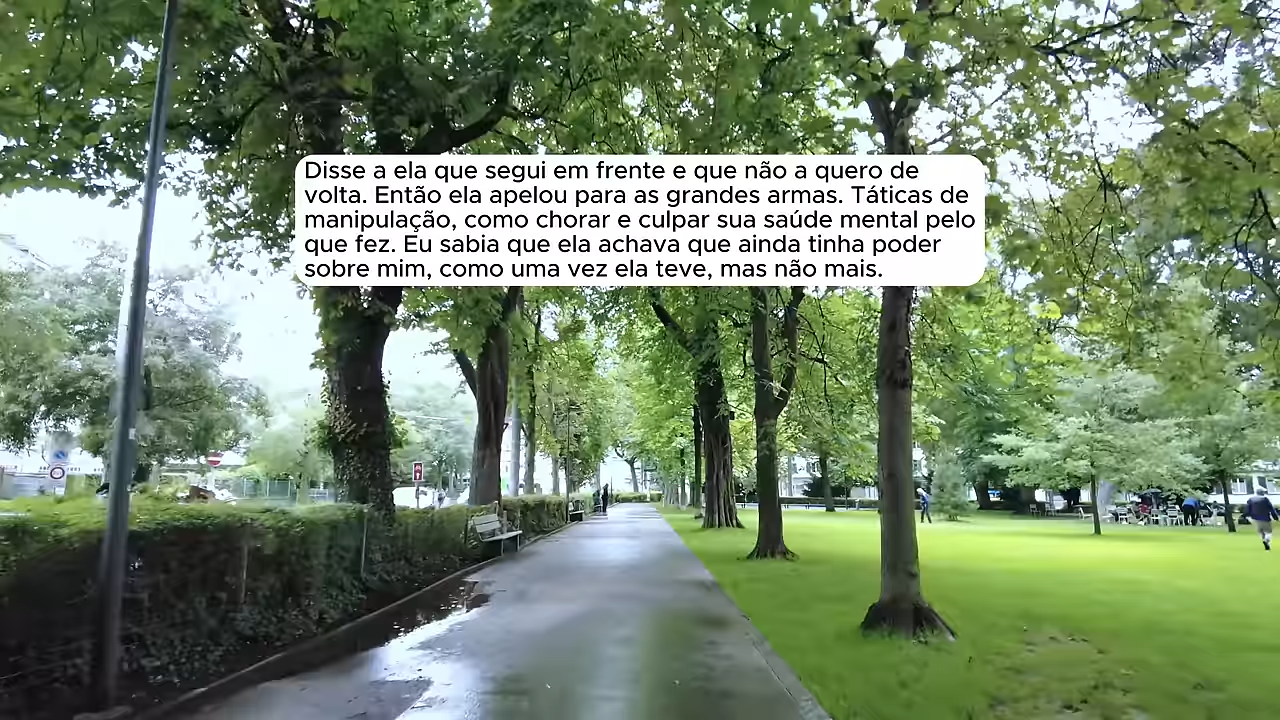 Disse a ela que segui em frente e que não a quero de
volta. Então ela apelou para as grandes armas. Táticas de
manipulação, como chorar e culpar sua saúde mental pelo
que fez. Eu sabia que ela achava que ainda tinha poder
sobre mim, como uma vez ela teve, mas não mais.